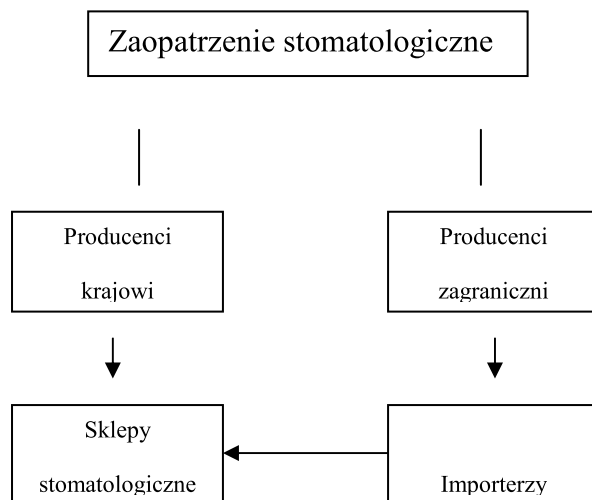 Zaopatrzenie stomatologiczne
Producenci
krajowi
Producenci
zagraniczni
Sklepy
stomatologiczne
Importerzy